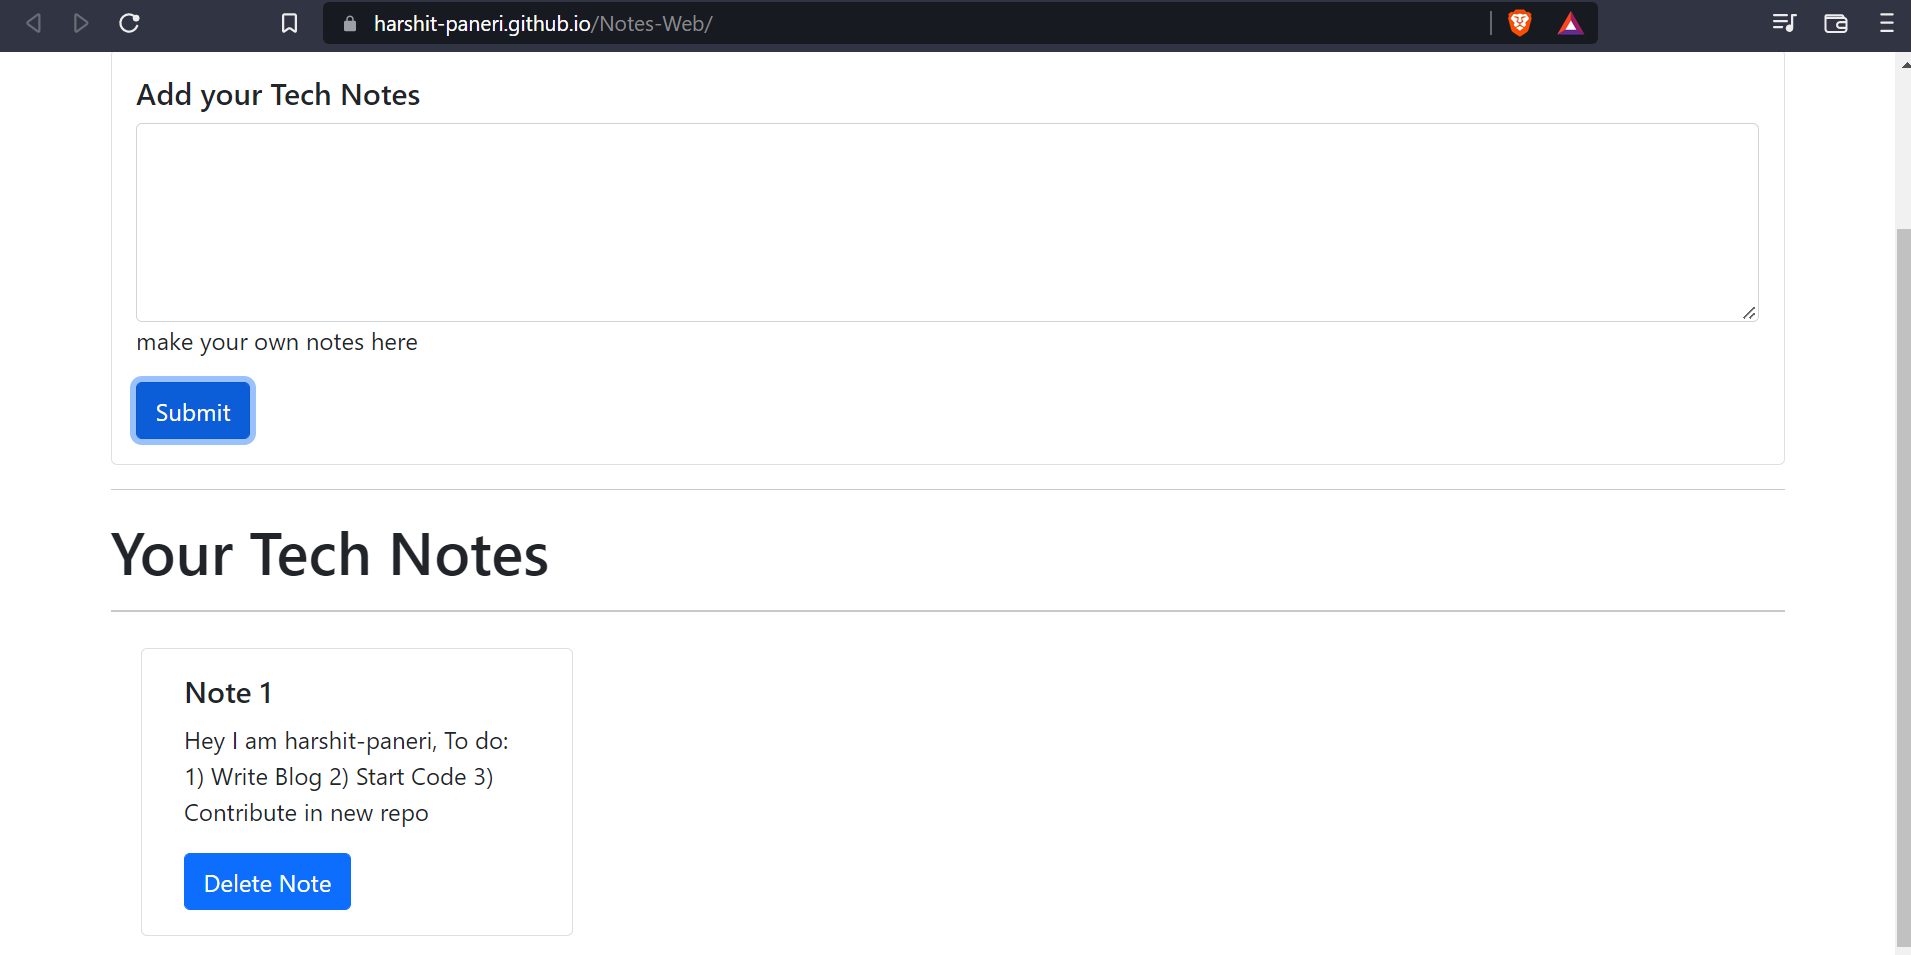 harshit-paneri.github.io/Notes-Web/
Add your Tech Notes
make your own notes here
Submit
Your Tech Notes
Note 1
Hey I am harshit-paneri, To do:
1) Write Blog 2) Start Code 3)
Contribute in new repo
Delete Note